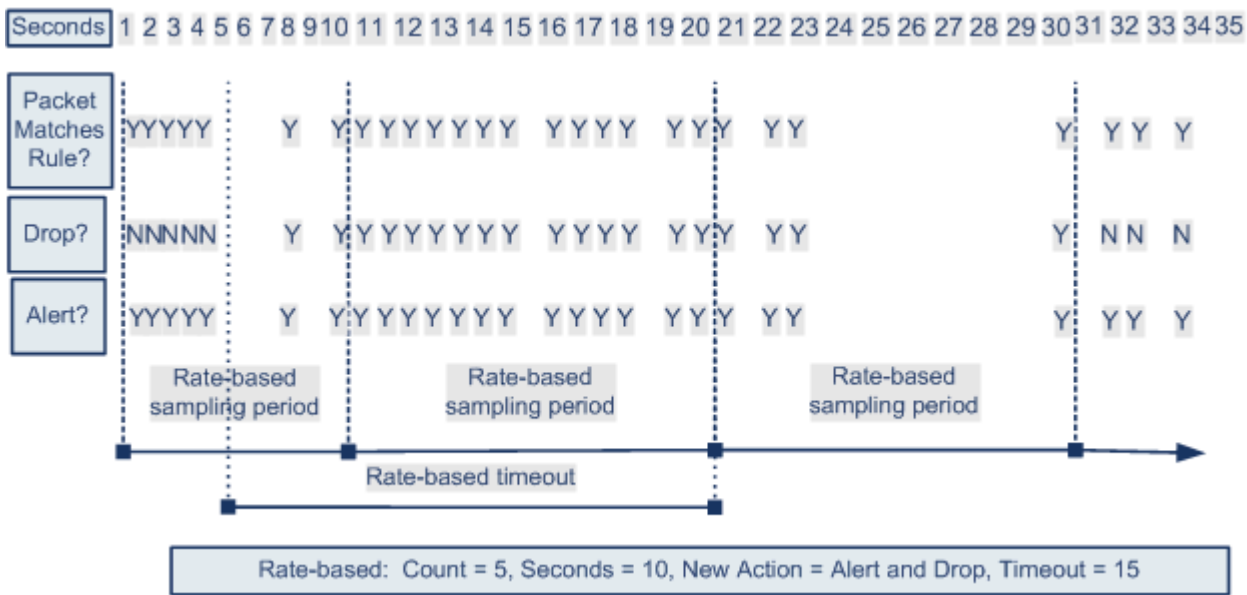 Seconds 1 2 3 4 5 6 7 8 9 10 11 12 13 14 15 16 17 18 19 20 21 22 23 24 25 26 27 28 29 30 31 32 33 34 35
Packet
Matches
Rule?
YYYYY Y Y Y Y Y Y Y Y Y Y Y Y Y Y Y Y Y Y Y Y Y Y
Drop?
NNNNN Y Y Y Y Y Y Y Y Y Y Y Y Y Y Y Y Y Y Y N N N
Alert?
YYYYY Y Y Y Y Y Y Y Y Y Y Y Y Y Y Y Y Y Y Y Y Y Y
Rate-based
sampling period
Rate-based
sampling period
Rate-based
sampling period
Rate-based timeout
Rate-based: Count = 5, Seconds = 10, New Action = Alert and Drop, Timeout = 15